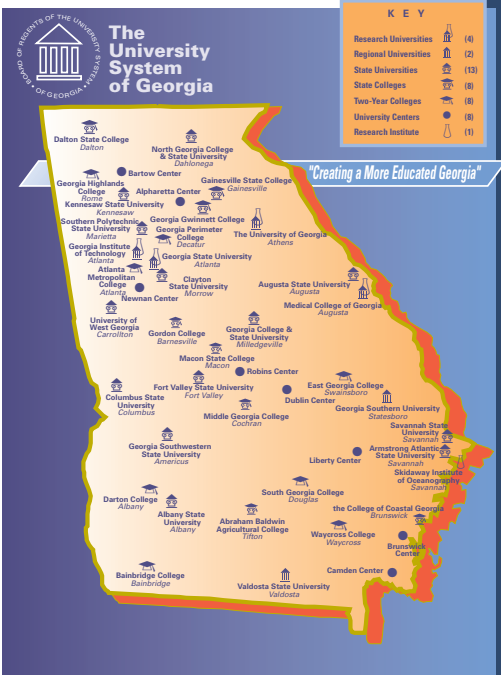 BOARD OF REGENTS OF THE UNIVERSITY SYSTEM • OF GEORGIA •
The
University
System
of Georgia
KEY
Research Universities (4)
Regional Universities (2)
State Universities (13)
State Colleges (8)
Two-Year Colleges (8)
University Centers (8)
Research Institute (1)
"Creating a More Educated Georgia"
Dalton State College
Dalton
North Georgia College
& State University
Dahlonega
Bartow Center
Gainesville State College
Gainesville
Georgia Highlands
College
Rome
Alpharetta Center
Kennesaw State University
Kennesaw
Southern Polytechnic
State University
Marietta
Georgia Gwinnett College
Georgia Perimeter
College
Decatur
The University of Georgia
Athens
Georgia Institute
of Technology
Atlanta
Georgia State University
Atlanta
Atlanta
Metropolitan
College
Atlanta
Clayton
State University
Morrow
Newnan Center
Augusta State University
Augusta
Medical College of Georgia
Augusta
University of
West Georgia
Carrollton
Gordon College
Barnesville
Georgia College &
State University
Milledgeville
Macon State College
Macon
Robins Center
Fort Valley State University
Fort Valley
Dublin Center
East Georgia College
Swainsboro
Columbus State
University
Columbus
Middle Georgia College
Cochran
Georgia Southern University
Statesboro
Savannah State
University
Savannah
Armstrong Atlantic
State University
Savannah
Skidaway Institute
of Oceanography
Savannah
Georgia Southwestern
State University
Americus
Liberty Center
South Georgia College
Douglas
Darton College
Albany
Albany State
University
Albany
Abraham Baldwin
Agricultural College
Tifton
the College of Coastal Georgia
Brunswick
Waycross College
Waycross
Brunswick
Center
Camden Center
Bainbridge College
Bainbridge
Valdosta State University
Valdosta